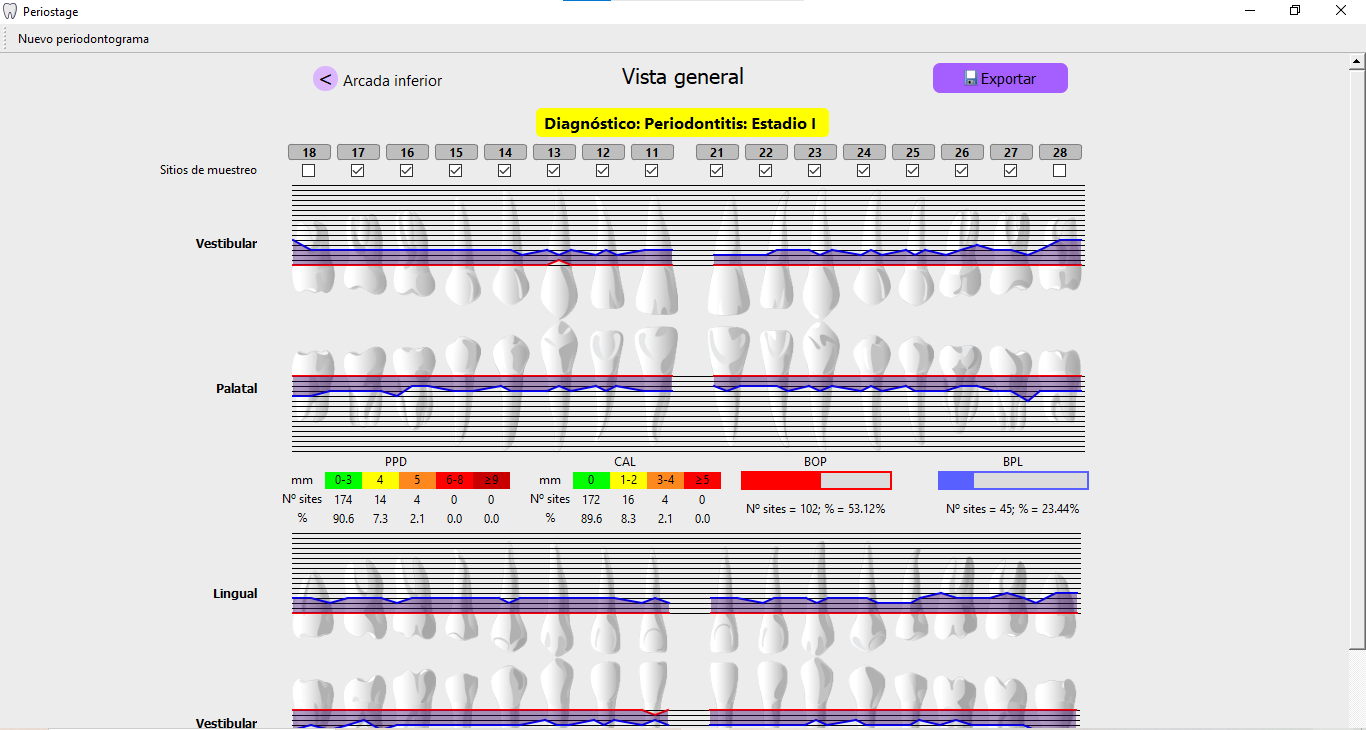 Periostage
Nuevo periodontograma
< Arcada inferior
Vista general
Exportar
Diagnóstico: Periodontitis: Estadio I
18 17 16 15 14 13 12 11 21 22 23 24 25 26 27 28
Sitios de muestreo
Vestibular
Palatal
PPD CAL BOP BPL
mm 0-3 4 5 6-8 ≥9 mm 0 1-2 3-4 ≥5
Nº sites 174 14 4 0 0 Nº sites 172 16 4 0 Nº sites = 102; % = 53.12% Nº sites = 45; % = 23.44%
% 90.6 7.3 2.1 0.0 0.0 % 89.6 8.3 2.1 0.0
Lingual
Vestibular